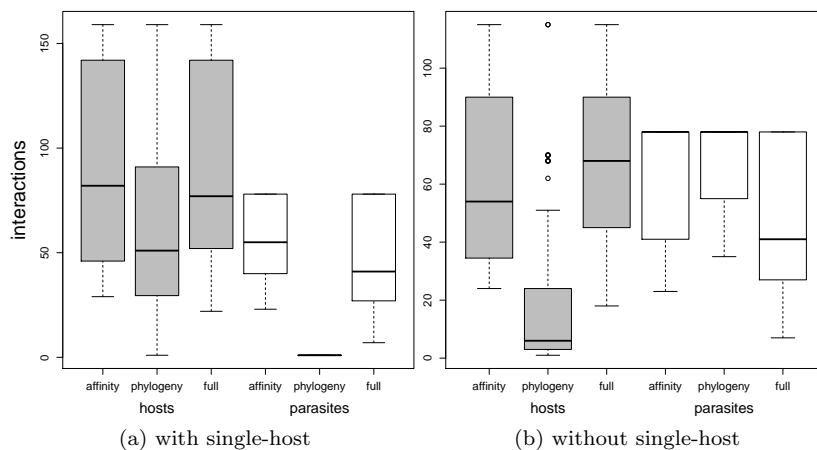 interactions
150
100
50
0
affinity phylogeny full affinity phylogeny full
hosts parasites
(a) with single-host
100
80
60
40
20
0
affinity phylogeny full affinity phylogeny full
hosts parasites
(b) without single-host